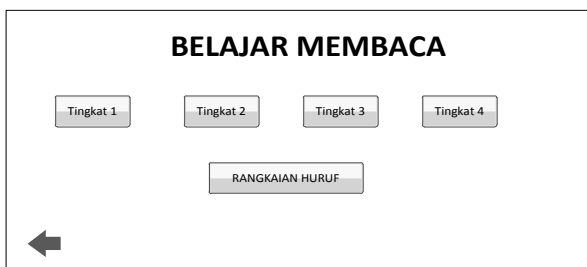 BELAJAR MEMBACA
Tingkat 1 Tingkat 2 Tingkat 3 Tingkat 4
RANGKAIAN HURUF